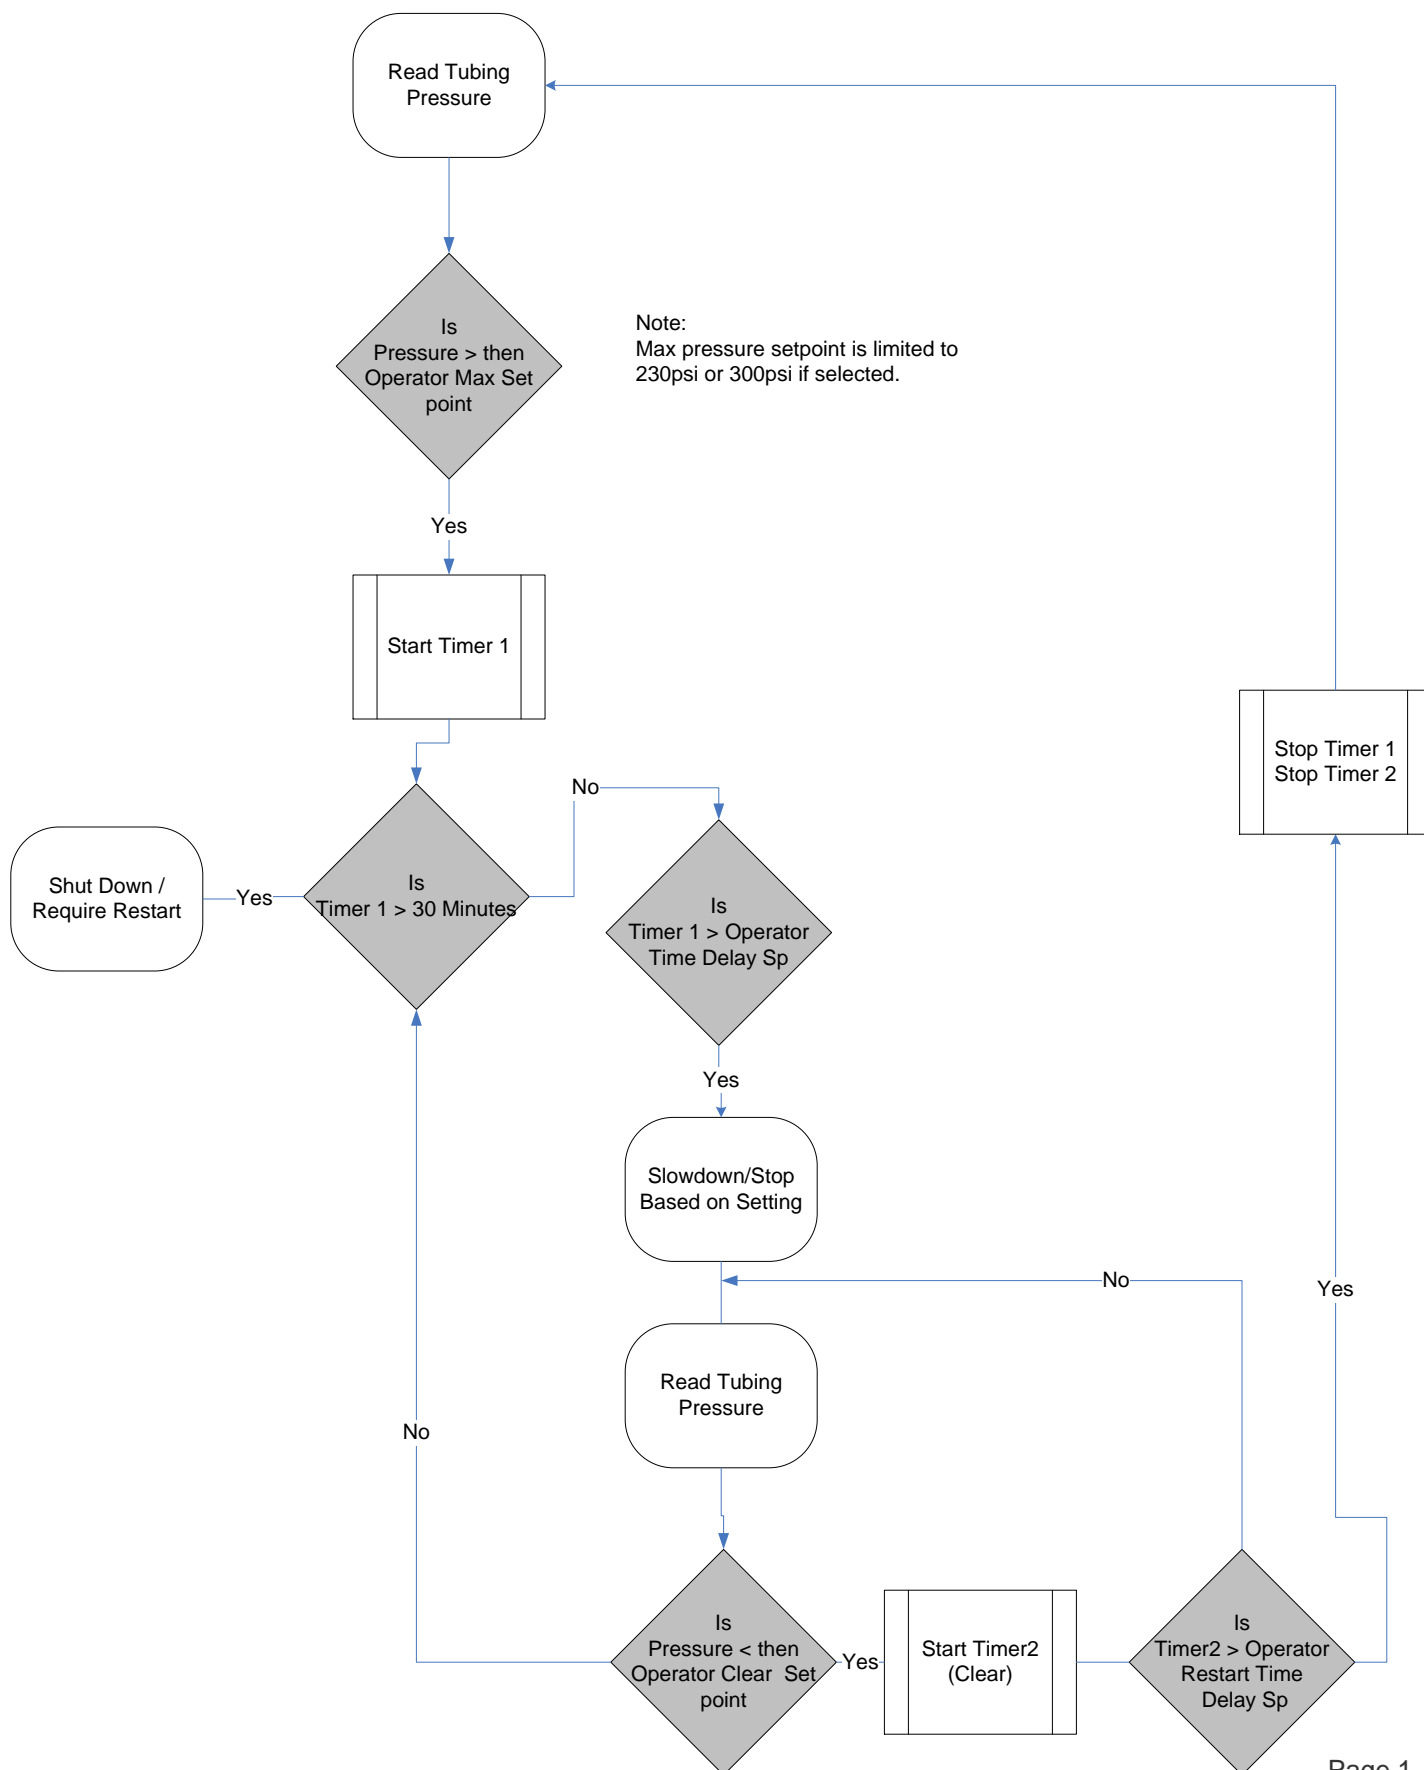 Read Tubing
Pressure
Is
Pressure > then
Operator Max Set
point
Note:
Max pressure setpoint is limited to
230psi or 300psi if selected.
Yes
Start Timer 1
Stop Timer 1
Stop Timer 2
No
Shut Down /
Require Restart
Yes
Is
Timer 1 > 30 Minutes
Is
Timer 1 > Operator
Time Delay Sp
Yes
Slowdown/Stop
Based on Setting
No
Yes
Read Tubing
Pressure
No
Is
Pressure < then
Operator Clear  Set
point
Yes
Start Timer2
(Clear)
Is
Timer2 > Operator
Restart Time
Delay Sp
Page 1